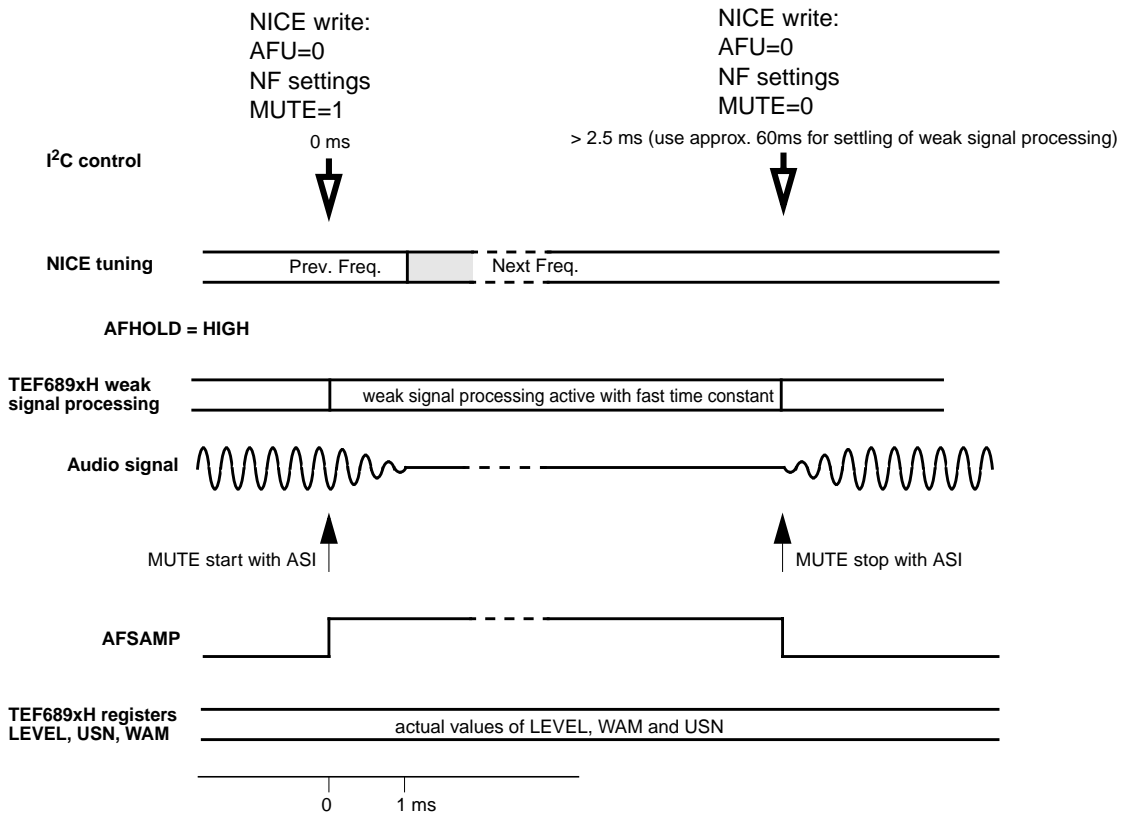 NICE write:
AFU=0
NF settings
MUTE=1
0 ms
NICE write:
AFU=0
NF settings
MUTE=0
> 2.5 ms (use approx. 60ms for settling of weak signal processing)
I²C control
NICE tuning
Prev. Freq.
Next Freq.
AFHOLD = HIGH
TEF689xH weak
signal processing
weak signal processing active with fast time constant
Audio signal
MUTE start with ASI
MUTE stop with ASI
AFSAMP
TEF689xH registers
LEVEL, USN, WAM
actual values of LEVEL, WAM and USN
0
1 ms